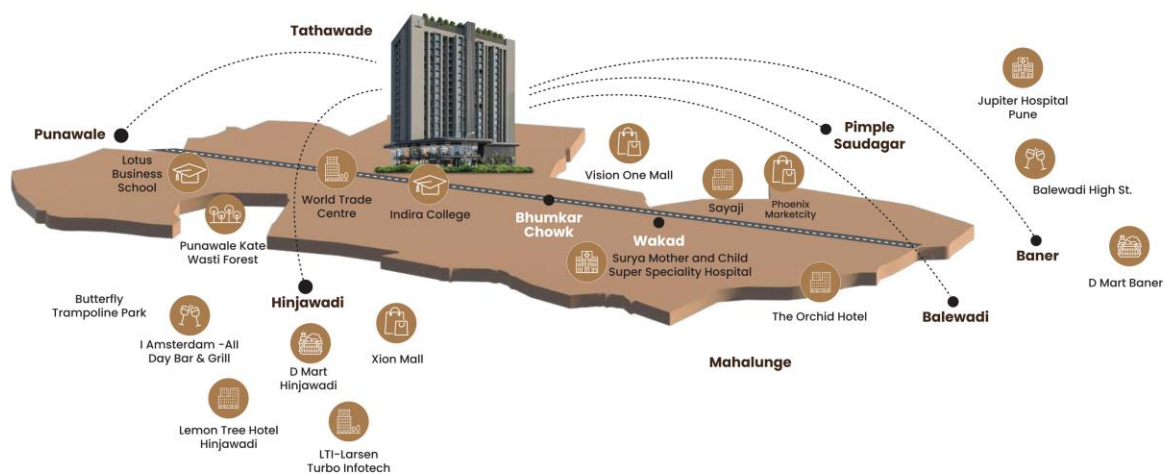 Tathawade
Punawale
Lotus
Business
School
World Trade
Centre
Indira College
Punawale Kate
Wasti Forest
Vision One Mall
Sayaji
Phoenix
Marketcity
Pimple
Saudagar
Jupiter Hospital
Pune
Balewadi High St.
Baner
D Mart Baner
Bhumkar
Chowk
Wakad
Surya Mother and Child
Super Speciality Hospital
The Orchid Hotel
Balewadi
Mahalunge
Hinjawadi
Butterfly
Trampoline Park
I Amsterdam -All
Day Bar & Grill
D Mart
Hinjawadi
Xion Mall
Lemon Tree Hotel
Hinjawadi
LTI-Larsen
Turbo Infotech